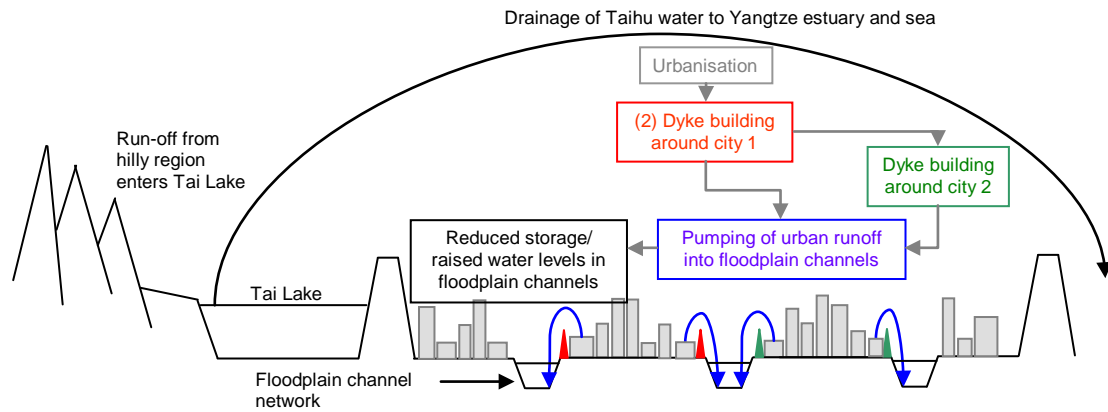 Drainage of Taihu water to Yangtze estuary and sea
Urbanisation
Run-off from
hilly region
enters Tai Lake
(2) Dyke building
around city 1
Dyke building
around city 2
Reduced storage/
raised water levels in
floodplain channels
Pumping of urban runoff
into floodplain channels
Tai Lake
Floodplain channel
network